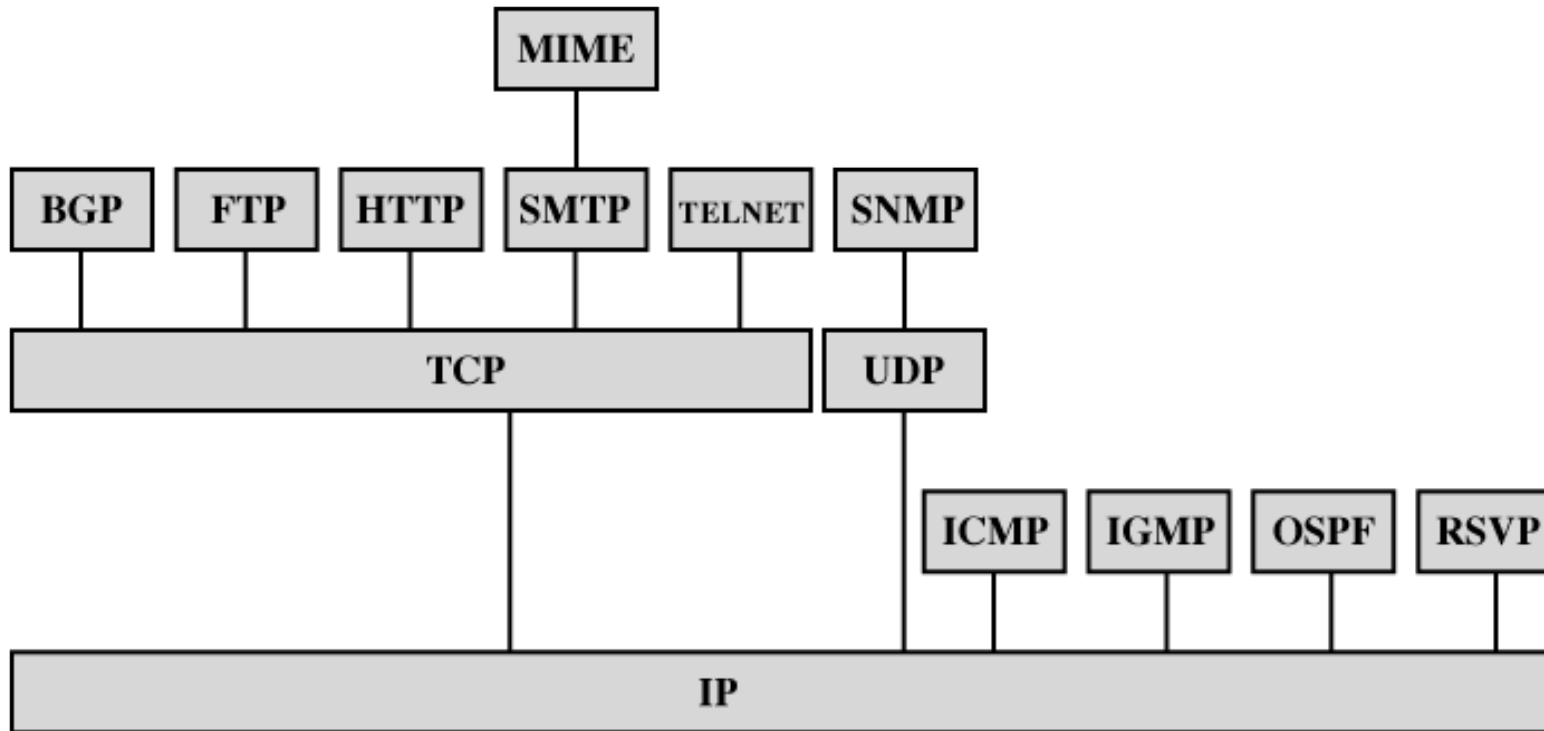 MIME
BGP FTP HTTP SMTP TELNET SNMP
TCP UDP
ICMP IGMP OSPF RSVP
IP